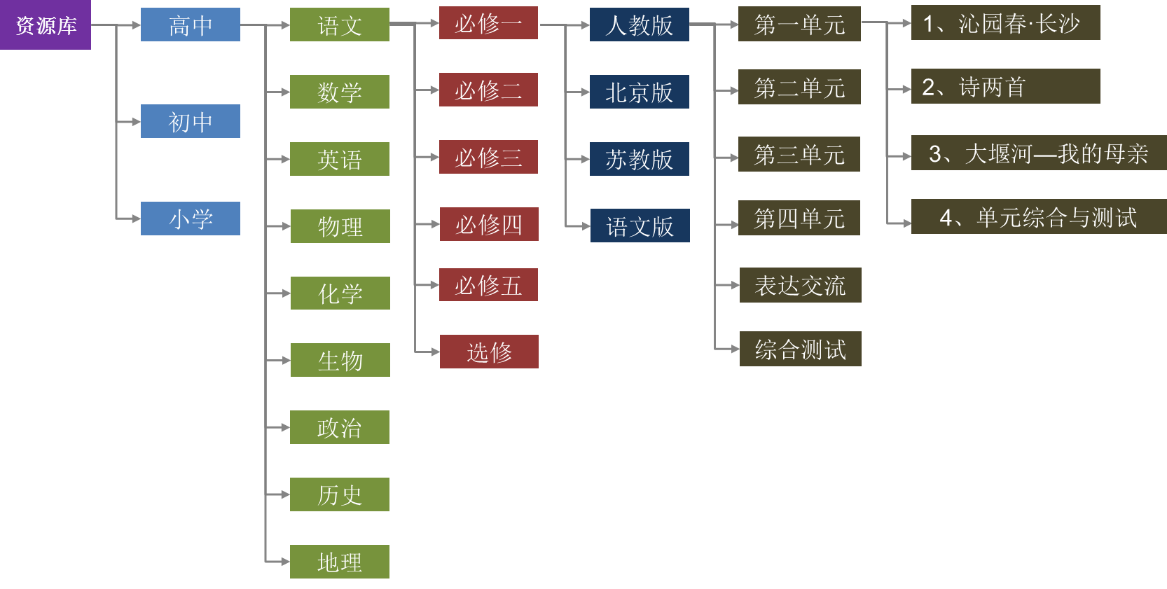 资源库
高中
初中
小学
语文
数学
英语
物理
化学
生物
政治
历史
地理
必修一
必修二
必修三
必修四
必修五
选修
人教版
北京版
苏教版
语文版
第一单元
第二单元
第三单元
第四单元
表达交流
综合测试
1、沁园春·长沙
2、诗两首
3、大堰河—我的母亲
4、单元综合与测试